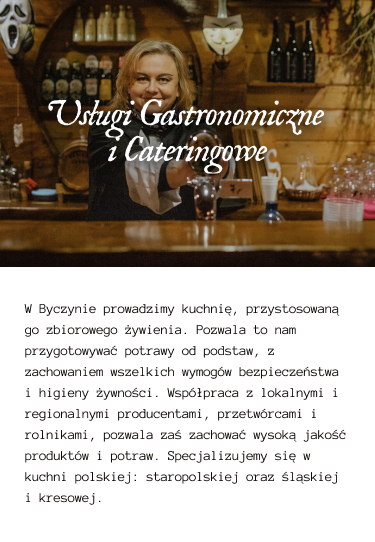 Usługi Gastronomiczne
i Cateringowe
W Byczynie prowadzimy kuchnię, przystosowaną
go zbiorowego żywienia. Pozwala to nam
przygotowywać potrawy od podstaw, z
zachowaniem wszelkich wymogów bezpieczeństwa
i higieny żywności. Współpraca z lokalnymi i
regionalnymi producentami, przetwórcami i
rolnikami, pozwala zaś zachować wysoką jakość
produktów i potraw. Specjalizujemy się w
kuchni polskiej: staropolskiej oraz śląskiej
i kresowej.